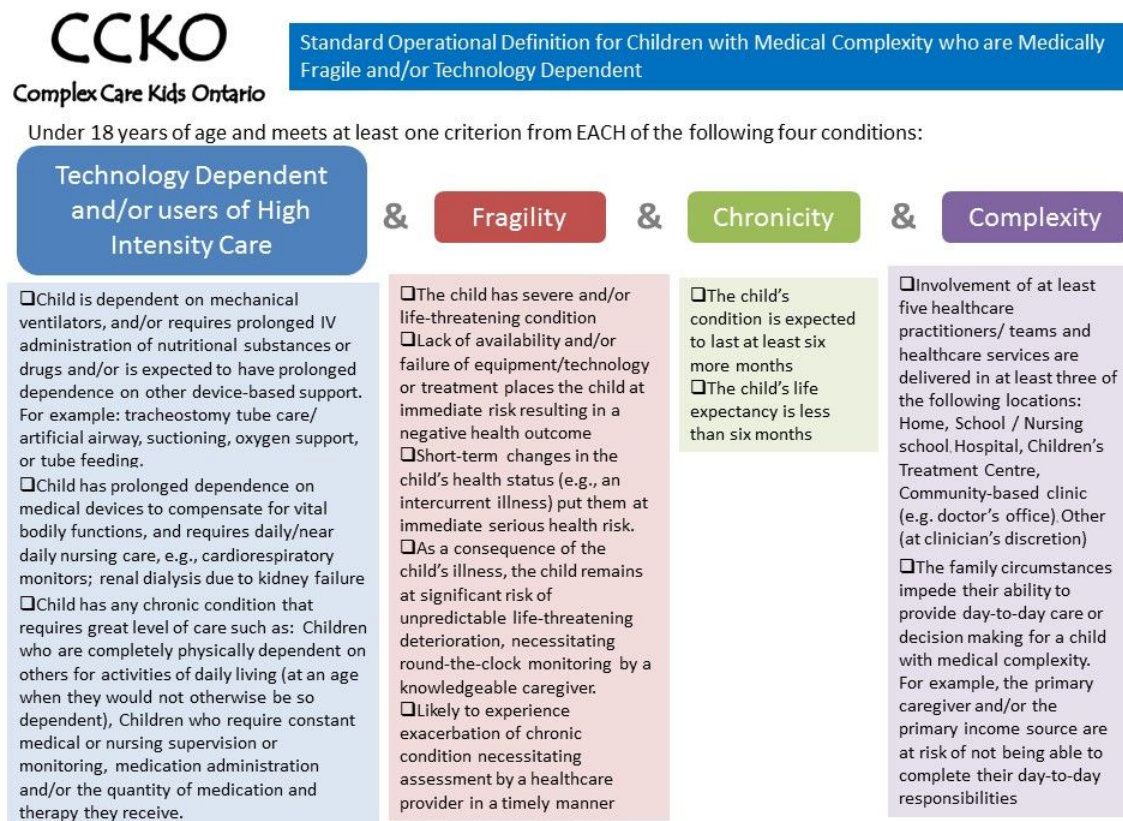 CCKO
Complex Care Kids Ontario
Standard Operational Definition for Children with Medical Complexity who are Medically
Fragile and/or Technology Dependent
Under 18 years of age and meets at least one criterion from EACH of the following four conditions:
Technology Dependent
and/or users of High
Intensity Care
&
Fragility
&
Chronicity
&
Complexity
❑Child is dependent on mechanical
ventilators, and/or requires prolonged IV
administration of nutritional substances or
drugs and/or is expected to have prolonged
dependence on other device-based support.
For example: tracheostomy tube care/
artificial airway, suctioning, oxygen support,
or tube feeding.
❑Child has prolonged dependence on
medical devices to compensate for vital
bodily functions, and requires daily/near
daily nursing care, e.g., cardiorespiratory
monitors; renal dialysis due to kidney failure
❑Child has any chronic condition that
requires great level of care such as: Children
who are completely physically dependent on
others for activities of daily living (at an age
when they would not otherwise be so
dependent), Children who require constant
medical or nursing supervision or
monitoring, medication administration
and/or the quantity of medication and
therapy they receive.
❑The child has severe and/or
life-threatening condition
❑Lack of availability and/or
failure of equipment/technology
or treatment places the child at
immediate risk resulting in a
negative health outcome
❑Short-term changes in the
child's health status (e.g., an
intercurrent illness) put them at
immediate serious health risk.
❑As a consequence of the
child's illness, the child remains
at significant risk of
unpredictable life-threatening
deterioration, necessitating
round-the-clock monitoring by a
knowledgeable caregiver.
❑Likely to experience
exacerbation of chronic
condition necessitating
assessment by a healthcare
provider in a timely manner
❑The child's
condition is expected
to last at least six
more months
❑The child's life
expectancy is less
than six months
❑Involvement of at least
five healthcare
practitioners/ teams and
healthcare services are
delivered in at least three of
the following locations:
Home, School / Nursing
school, Hospital, Children's
Treatment Centre,
Community-based clinic
(e.g. doctor's office), Other
(at clinician's discretion)
❑The family circumstances
impede their ability to
provide day-to-day care or
decision making for a child
with medical complexity.
For example, the primary
caregiver and/or the
primary income source are
at risk of not being able to
complete their day-to-day
responsibilities